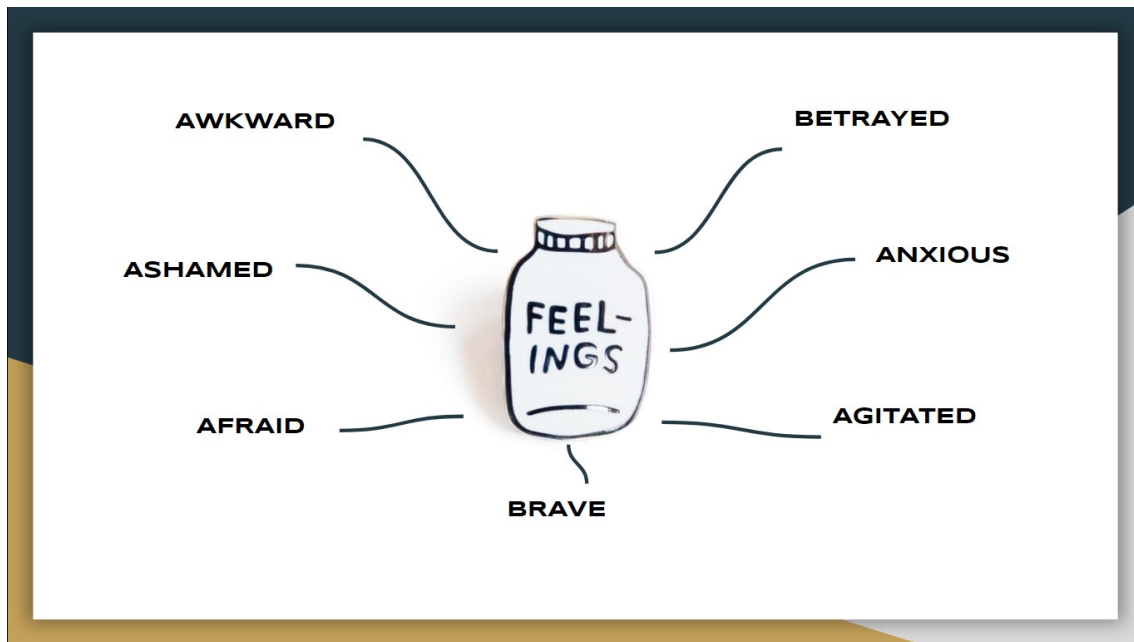 AWKWARD
BETRAYED
ASHAMED
ANXIOUS
FEEL-
INGS
AFRAID
AGITATED
BRAVE